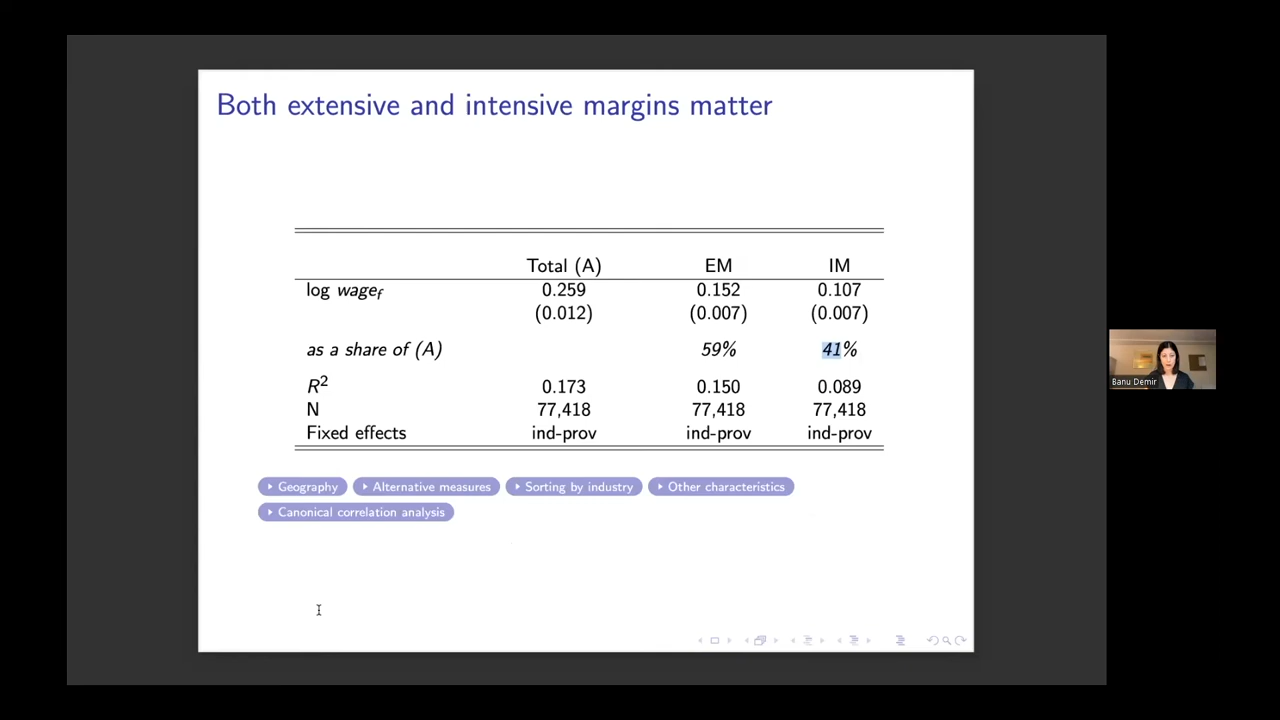 Both extensive and intensive margins matter
Total (A) EM IM
log wagef 0.259 0.152 0.107
(0.012) (0.007) (0.007)
as a share of (A) 59% 41%
R2 0.173 0.150 0.089
N 77,418 77,418 77,418
Fixed effects ind-prov ind-prov ind-prov
Geography Alternative measures Sorting by industry Other characteristics
Canonical correlation analysis
Banu Demir